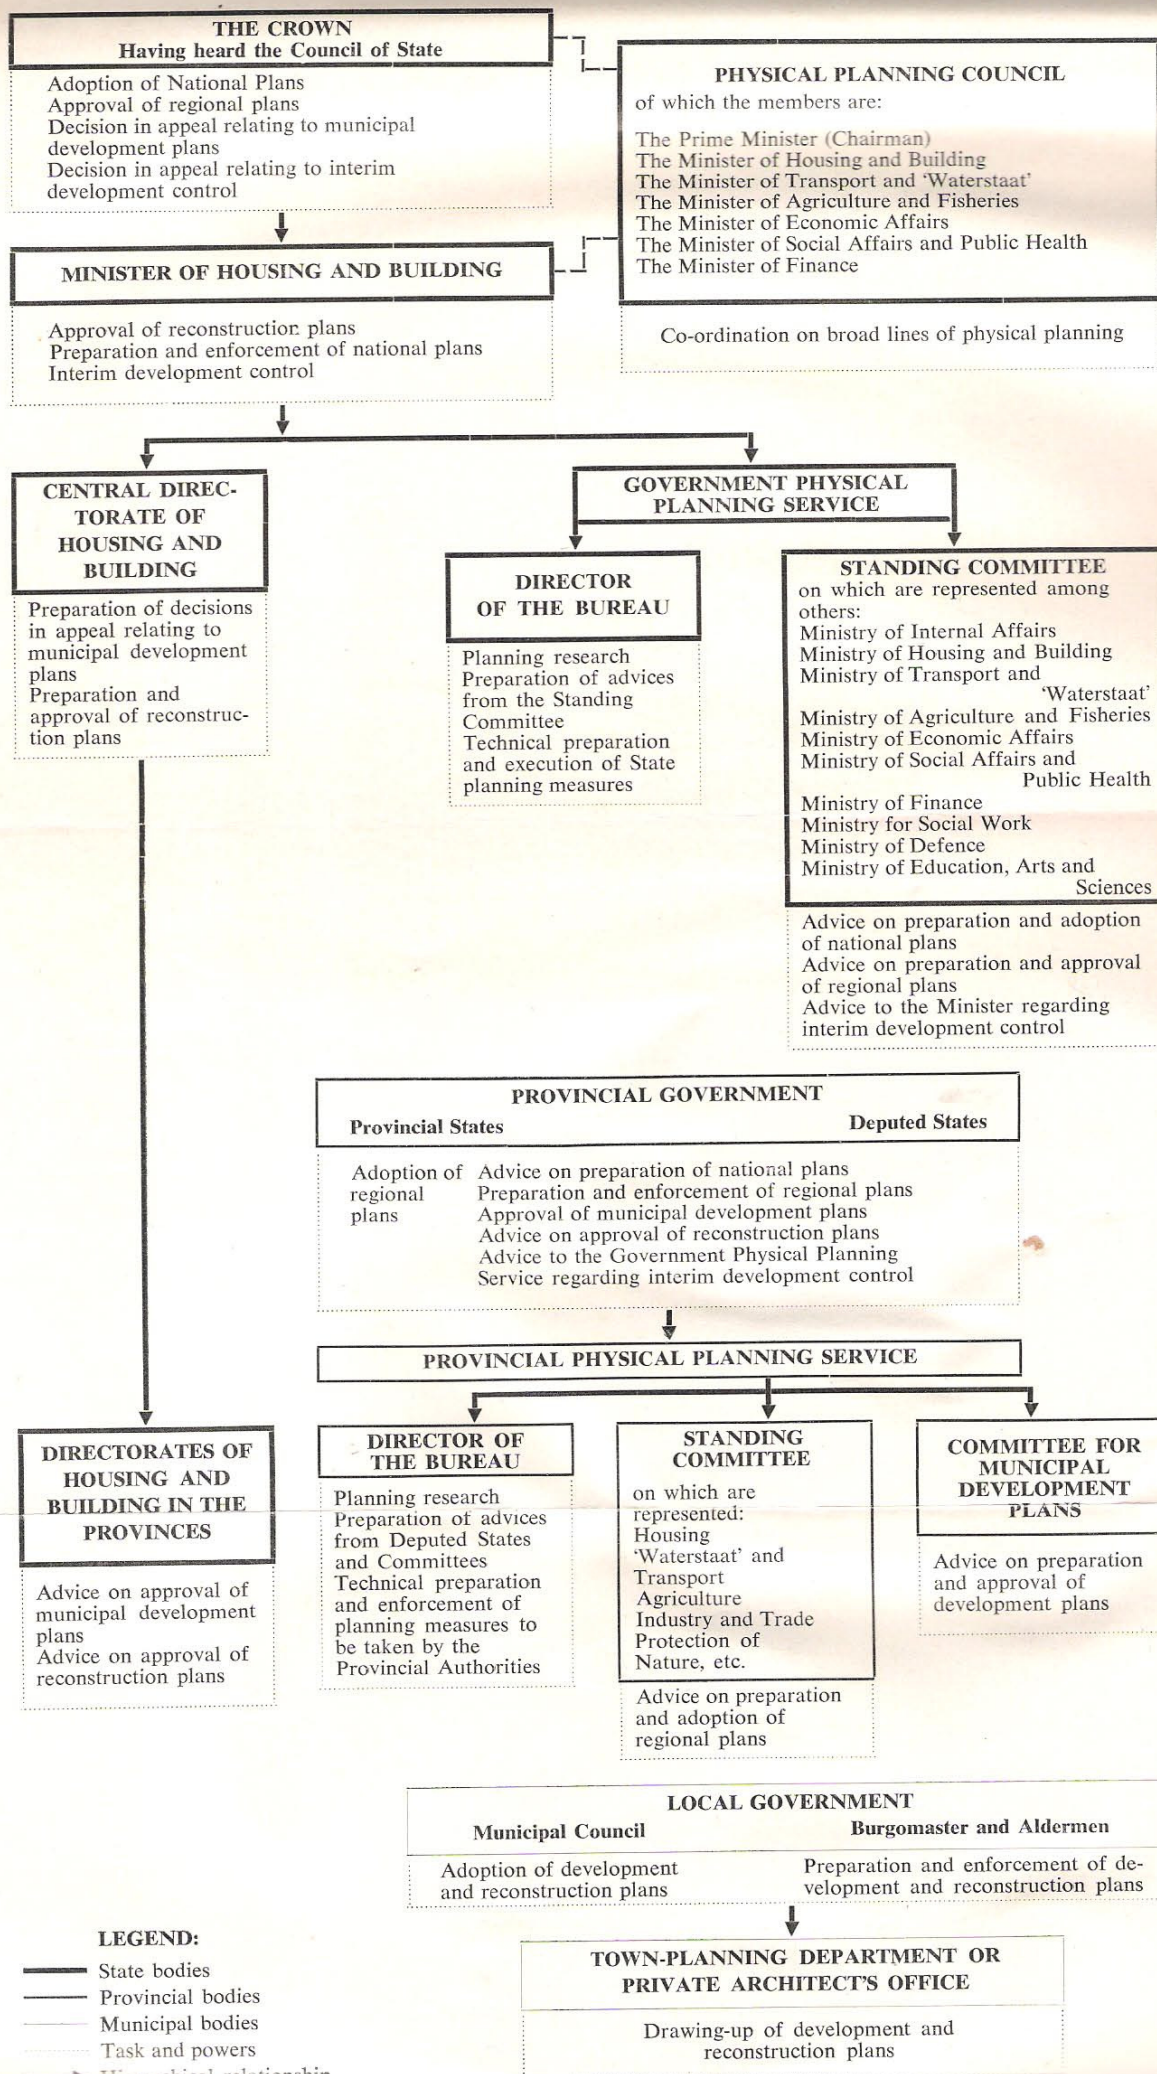 THE CROWN
Having heard the Council of State
Adoption of National Plans
Approval of regional plans
Decision in appeal relating to municipal
development plans
Decision in appeal relating to interim
development control
PHYSICAL PLANNING COUNCIL
of which the members are:
The Prime Minister (Chairman)
The Minister of Housing and Building
The Minister of Transport and ‘Waterstaat’
The Minister of Agriculture and Fisheries
The Minister of Economic Affairs
The Minister of Social Affairs and Public Health
The Minister of Finance
Co-ordination on broad lines of physical planning
MINISTER OF HOUSING AND BUILDING
Approval of reconstruction plans
Preparation and enforcement of national plans
Interim development control
CENTRAL DIREC-
TORATE OF
HOUSING AND
BUILDING
Preparation of decisions
in appeal relating to
municipal development
plans
Preparation and
approval of reconstruc-
tion plans
GOVERNMENT PHYSICAL
PLANNING SERVICE
DIRECTOR
OF THE BUREAU
Planning research
Preparation of advices
from the Standing
Committee
Technical preparation
and execution of State
planning measures
STANDING COMMITTEE
on which are represented among
others:
Ministry of Internal Affairs
Ministry of Housing and Building
Ministry of Transport and
‘Waterstaat’
Ministry of Agriculture and Fisheries
Ministry of Economic Affairs
Ministry of Social Affairs and
Public Health
Ministry of Finance
Ministry for Social Work
Ministry of Defence
Ministry of Education, Arts and
Sciences
Advice on preparation and adoption
of national plans
Advice on preparation and approval
of regional plans
Advice to the Minister regarding
interim development control
PROVINCIAL GOVERNMENT
Provincial States
Deputed States
Adoption of
regional
plans
Advice on preparation of national plans
Preparation and enforcement of regional plans
Approval of municipal development plans
Advice on approval of reconstruction plans
Advice to the Government Physical Planning
Service regarding interim development control
PROVINCIAL PHYSICAL PLANNING SERVICE
DIRECTORATES OF
HOUSING AND
BUILDING IN THE
PROVINCES
Advice on approval of
municipal development
plans
Advice on approval of
reconstruction plans
DIRECTOR OF
THE BUREAU
Planning research
Preparation of advices
from Deputed States
and Committees
Technical preparation
and enforcement of
planning measures to
be taken by the
Provincial Authorities
STANDING
COMMITTEE
on which are
represented:
Housing
‘Waterstaat’ and
Transport
Agriculture
Industry and Trade
Protection of
Nature, etc.
Advice on preparation
and adoption of
regional plans
COMMITTEE FOR
MUNICIPAL
DEVELOPMENT
PLANS
Advice on preparation
and approval of
development plans
LOCAL GOVERNMENT
Municipal Council
Burgomaster and Aldermen
Adoption of development
and reconstruction plans
Preparation and enforcement of de-
velopment and reconstruction plans
TOWN-PLANNING DEPARTMENT OR
PRIVATE ARCHITECT'S OFFICE
Drawing-up of development and
reconstruction plans
LEGEND:
State bodies
Provincial bodies
Municipal bodies
Task and powers